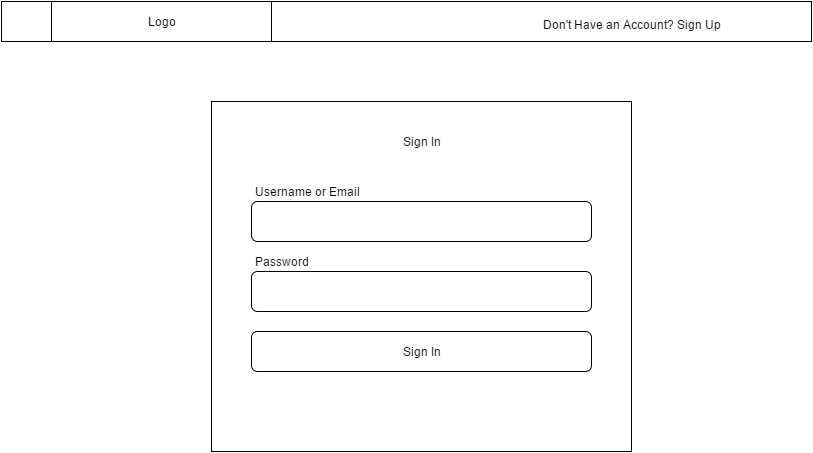 Logo
Don't Have an Account? Sign Up
Sign In
Username or Email
Password
Sign In